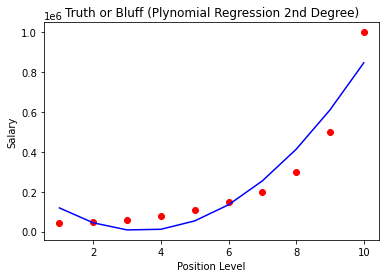 Truth or Bluff (Plynomial Regression 2nd Degree)
1e6
1.0
0.8
0.6
0.4
0.2
0.0
Salary
2 4 6 8 10
Position Level